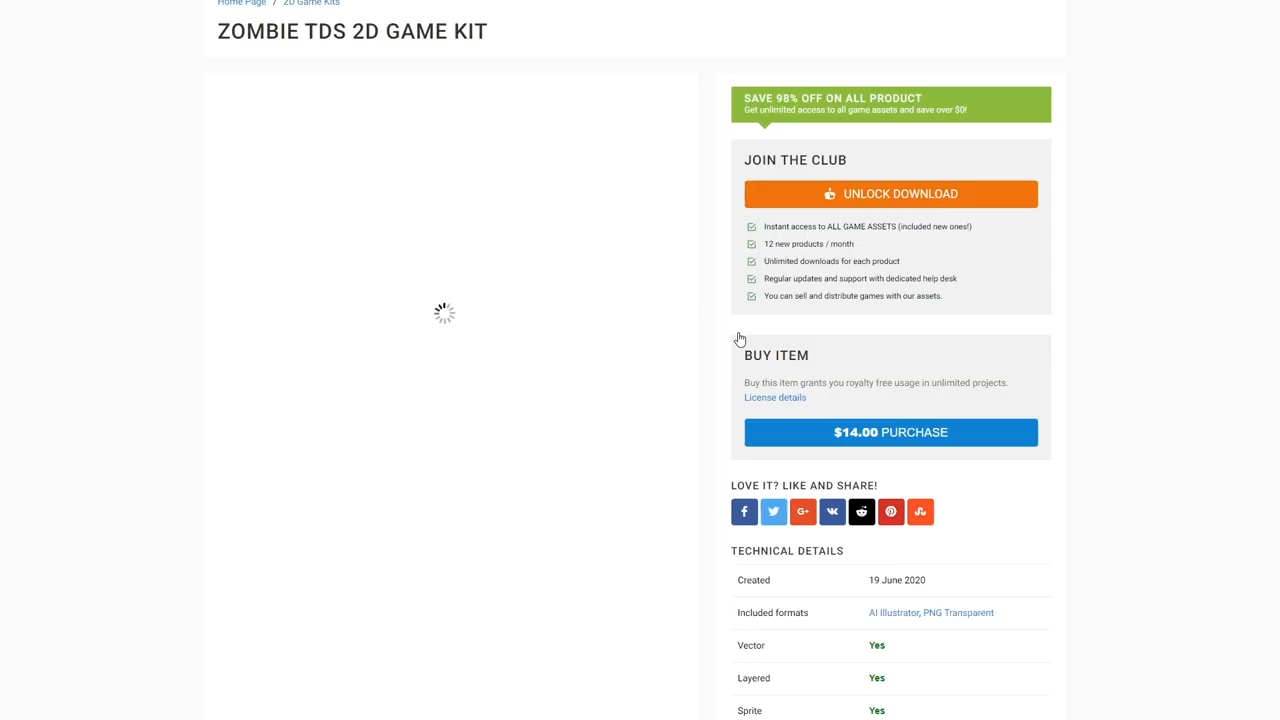 Home Page / 2D Game Kits
ZOMBIE TDS 2D GAME KIT
SAVE 98% OFF ON ALL PRODUCT
Get unlimited access to all game assets and save over $0!
JOIN THE CLUB
UNLOCK DOWNLOAD
Instant access to ALL GAME ASSETS (included new ones!)
12 new products / month
Unlimited downloads for each product
Regular updates and support with dedicated help desk
You can sell and distribute games with our assets.
BUY ITEM
Buy this item grants you royalty free usage in unlimited projects.
License details
$14.00 PURCHASE
LOVE IT? LIKE AND SHARE!
TECHNICAL DETAILS
Created 19 June 2020
Included formats AI Illustrator, PNG Transparent
Vector Yes
Layered Yes
Sprite Yes